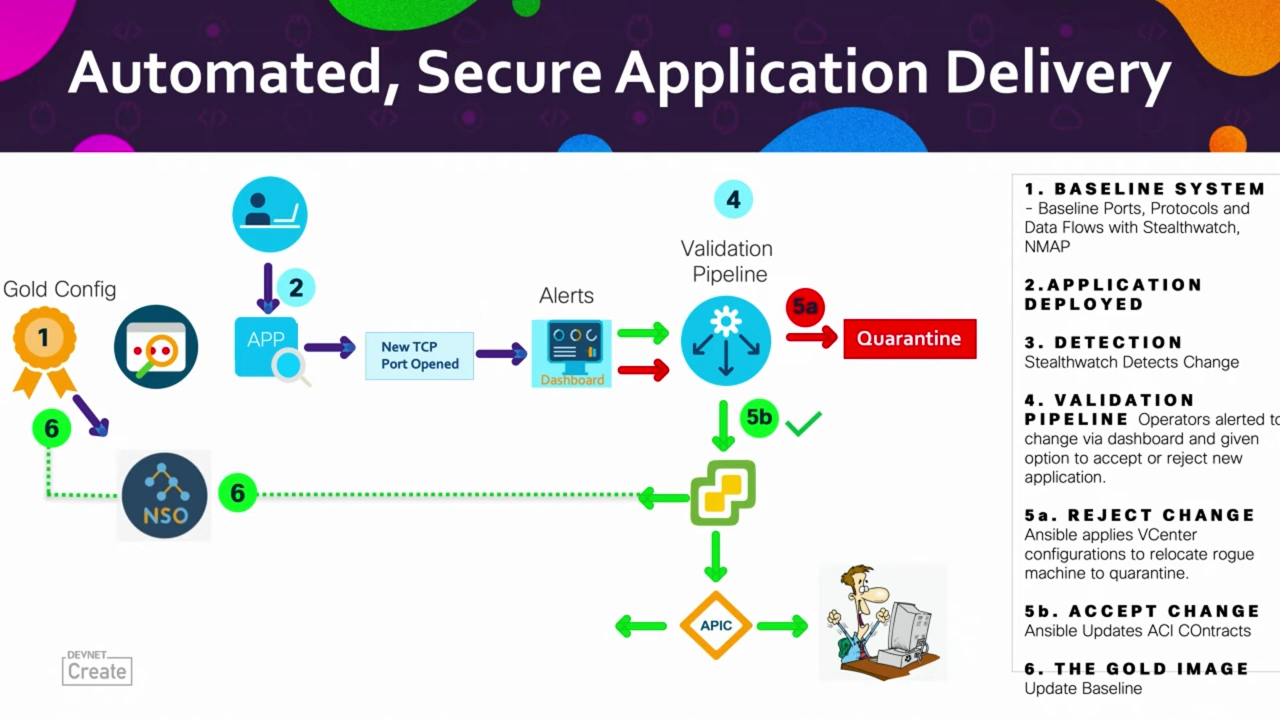 Automated, Secure Application Delivery
Gold Config
1
2
APP
New TCP
Port Opened
Alerts
Dashboard
4
Validation
Pipeline
5a
Quarantine
5b
6
NSO
6
APIC
DEVNET
Create
1. BASELINE SYSTEM
- Baseline Ports, Protocols and
Data Flows with Stealthwatch,
NMAP
2.APPLICATION
DEPLOYED
3. DETECTION
Stealthwatch Detects Change
4. VALIDATION
PIPELINE Operators alerted to
change via dashboard and given
option to accept or reject new
application.
5a. REJECT CHANGE
Ansible applies VCenter
configurations to relocate rogue
machine to quarantine.
5b. ACCEPT CHANGE
Ansible Updates ACI COntracts
6. THE GOLD IMAGE
Update Baseline